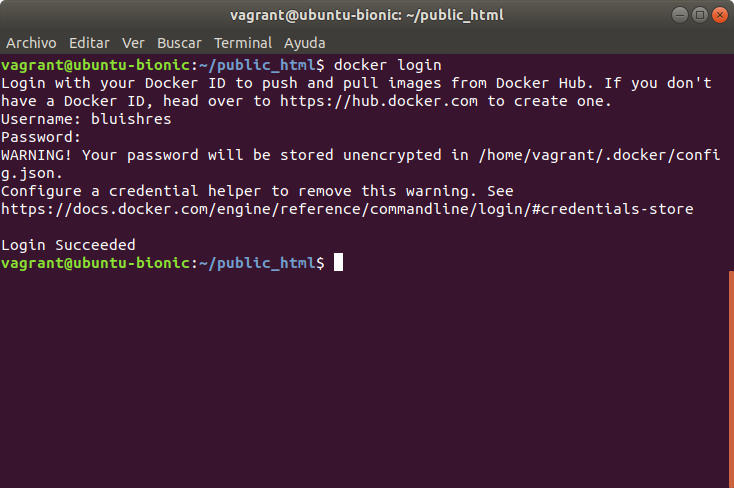 vagrant@ubuntu-bionic: ~/public_html
Archivo Editar Ver Buscar Terminal Ayuda
vagrant@ubuntu-bionic:~/public_html$ docker login
Login with your Docker ID to push and pull images from Docker Hub. If you don't
have a Docker ID, head over to https://hub.docker.com to create one.
Username: bluishres
Password:
WARNING! Your password will be stored unencrypted in /home/vagrant/.docker/confi
g.json.
Configure a credential helper to remove this warning. See
https://docs.docker.com/engine/reference/commandline/login/#credentials-store
Login Succeeded
vagrant@ubuntu-bionic:~/public_html$